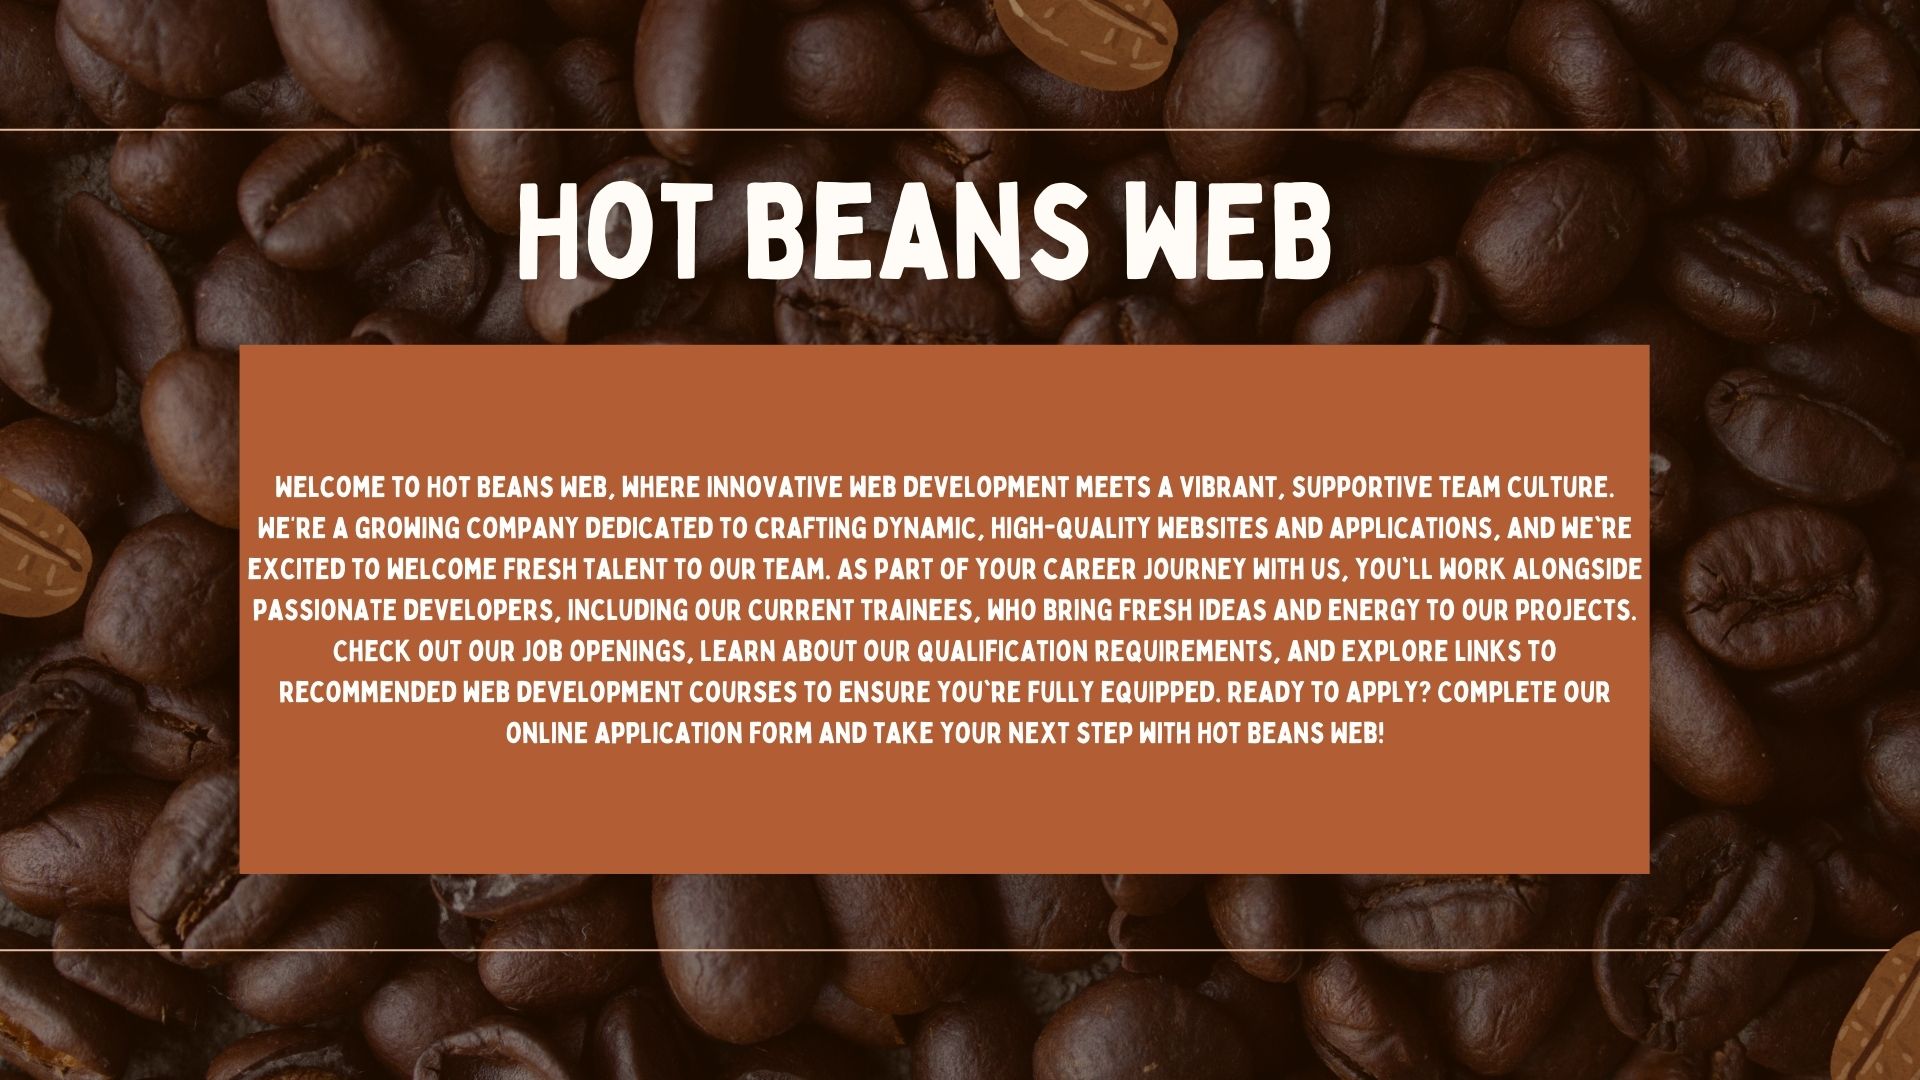 HOT BEANS WEB
WELCOME TO HOT BEANS WEB, WHERE INNOVATIVE WEB DEVELOPMENT MEETS A VIBRANT, SUPPORTIVE TEAM CULTURE.
WE'RE A GROWING COMPANY DEDICATED TO CRAFTING DYNAMIC, HIGH-QUALITY WEBSITES AND APPLICATIONS, AND WE'RE
EXCITED TO WELCOME FRESH TALENT TO OUR TEAM. AS PART OF YOUR CAREER JOURNEY WITH US, YOU'LL WORK ALONGSIDE
PASSIONATE DEVELOPERS, INCLUDING OUR CURRENT TRAINEES, WHO BRING FRESH IDEAS AND ENERGY TO OUR PROJECTS.
CHECK OUT OUR JOB OPENINGS, LEARN ABOUT OUR QUALIFICATION REQUIREMENTS, AND EXPLORE LINKS TO
RECOMMENDED WEB DEVELOPMENT COURSES TO ENSURE YOU'RE FULLY EQUIPPED. READY TO APPLY? COMPLETE OUR
ONLINE APPLICATION FORM AND TAKE YOUR NEXT STEP WITH HOT BEANS WEB!